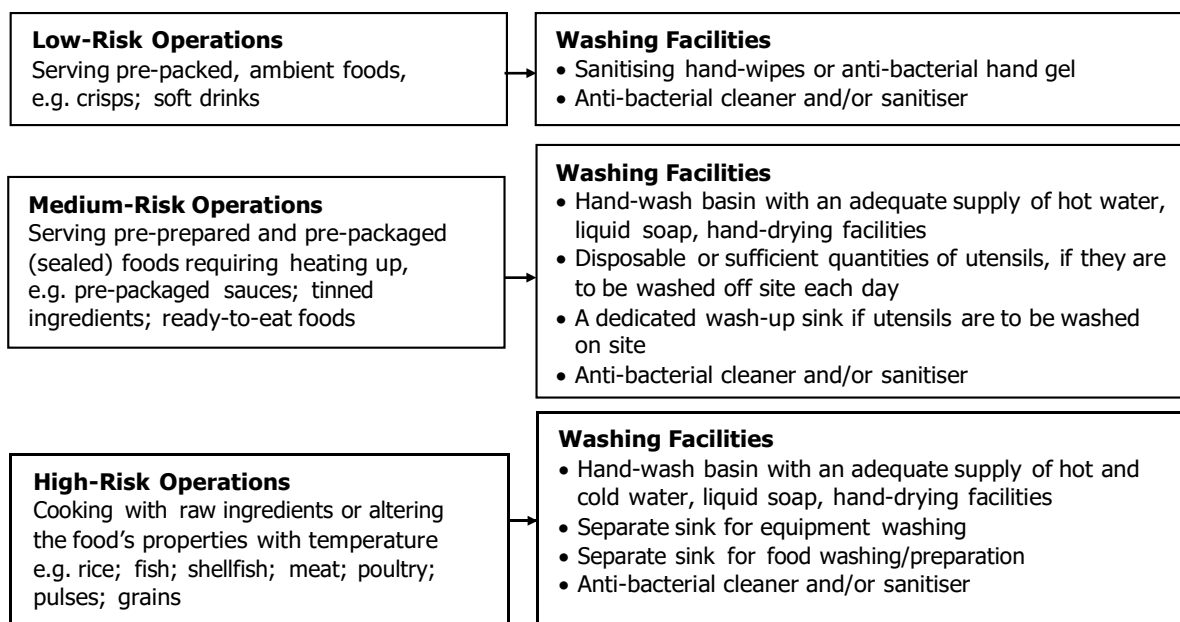 Low-Risk Operations
Serving pre-packed, ambient foods,
e.g. crisps; soft drinks
Washing Facilities
• Sanitising hand-wipes or anti-bacterial hand gel
• Anti-bacterial cleaner and/or sanitiser
Medium-Risk Operations
Serving pre-prepared and pre-packaged
(sealed) foods requiring heating up,
e.g. pre-packaged sauces; tinned
ingredients; ready-to-eat foods
Washing Facilities
• Hand-wash basin with an adequate supply of hot water,
liquid soap, hand-drying facilities
• Disposable or sufficient quantities of utensils, if they are
to be washed off site each day
• A dedicated wash-up sink if utensils are to be washed
on site
• Anti-bacterial cleaner and/or sanitiser
High-Risk Operations
Cooking with raw ingredients or altering
the food's properties with temperature
e.g. rice; fish; shellfish; meat; poultry;
pulses; grains
Washing Facilities
• Hand-wash basin with an adequate supply of hot and
cold water, liquid soap, hand-drying facilities
• Separate sink for equipment washing
• Separate sink for food washing/preparation
• Anti-bacterial cleaner and/or sanitiser